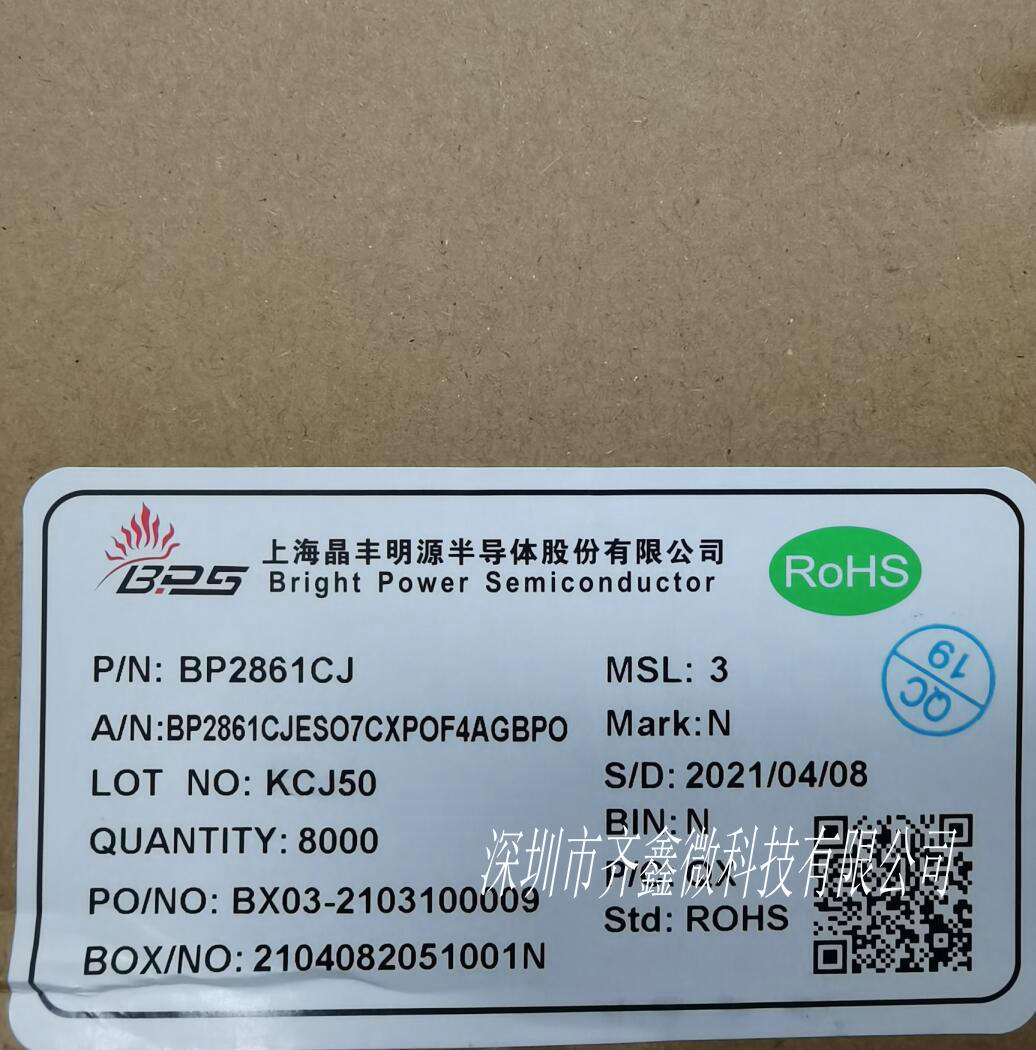 BPS
上海晶丰明源半导体股份有限公司
Bright Power Semiconductor
RoHS
QC 19
P/N: BP2861CJ
MSL: 3
A/N:BP2861CJESO7CXPOF4AGBPO
Mark:N
LOT NO: KCJ50
S/D: 2021/04/08
QUANTITY: 8000
BIN: N
深圳市齐鑫微科技有限公司
PO/NO: BX03-2103100009
Std: ROHS
BOX/NO: 2104082051001N